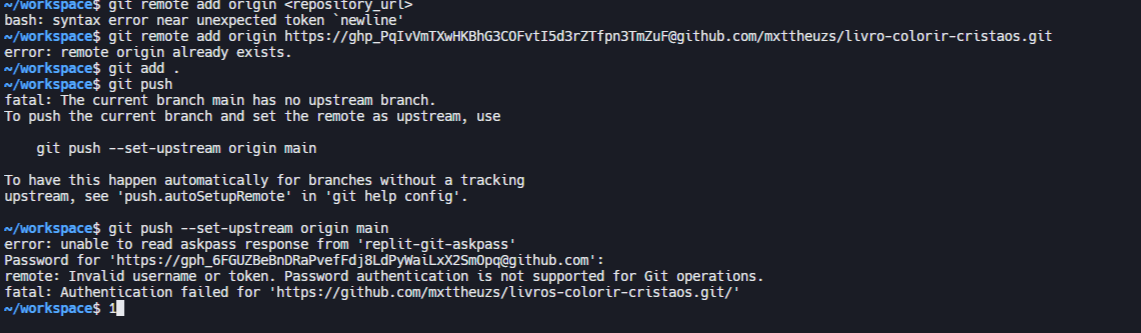 ~/workspace$ git remote add origin <repository_url>
bash: syntax error near unexpected token `newline'
~/workspace$ git remote add origin https://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@github.com/mxttheuzs/livro-colorir-cristaos.git
error: remote origin already exists.
~/workspace$ git add .
~/workspace$ git push
fatal: The current branch main has no upstream branch.
To push the current branch and set the remote as upstream, use
    git push --set-upstream origin main
To have this happen automatically for branches without a tracking
upstream, see 'push.autoSetupRemote' in 'git help config'.
~/workspace$ git push --set-upstream origin main
error: unable to read askpass response from 'replit-git-askpass'
Password for 'https://gph_6FGUZBeBnDRaPvefFdj8LdPyWaiLxX2SmOpq@github.com':
remote: Invalid username or token. Password authentication is not supported for Git operations.
fatal: Authentication failed for 'https://github.com/mxttheuzs/livros-colorir-cristaos.git/'
~/workspace$ 1